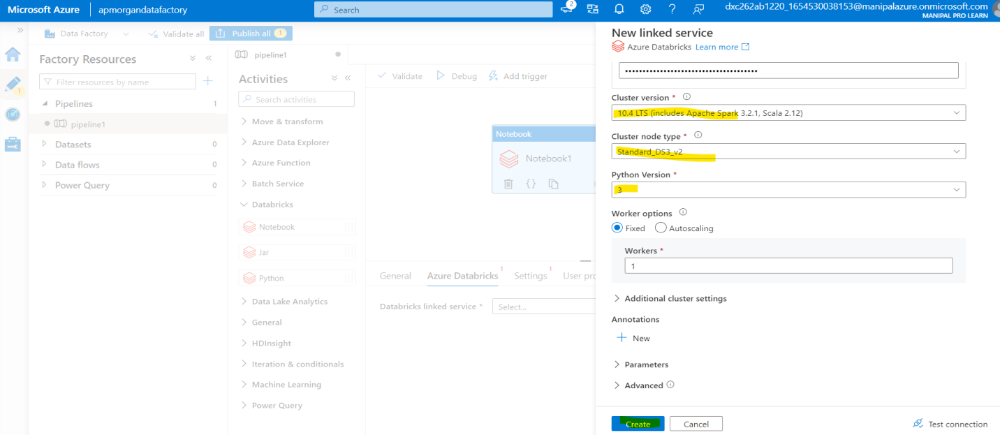 Microsoft Azure
apmorgandatafactory
Search
2
dxc262ab1220_1654530038153@manipalazure.onmicrosoft.com
MANIPAL PRO LEARN
Data Factory
Validate all
Publish all 1
Factory Resources
Filter resources by name
Pipelines 1
pipeline1
Datasets 0
Data flows 0
Power Query 0
1
pipeline1
Activities
Search activities
Move & transform
Azure Data Explorer
Azure Function
Batch Service
Databricks
Notebook
Jar
Python
Data Lake Analytics
General
HDInsight
Iteration & conditionals
Machine Learning
Power Query
Validate
Debug
Add trigger
Notebook
Notebook1
General
Azure Databricks 1
Settings 1
User pro
Databricks linked service *
Select...
New linked service
Azure Databricks Learn more
••••••••••••••••••••••••••••••••••••••
Cluster version *
10.4 LTS (includes Apache Spark 3.2.1, Scala 2.12)
Cluster node type *
Standard_DS3_v2
Python Version *
3
Worker options
Fixed Autoscaling
Workers *
1
Additional cluster settings
Annotations
New
Parameters
Advanced
Create
Cancel
Test connection